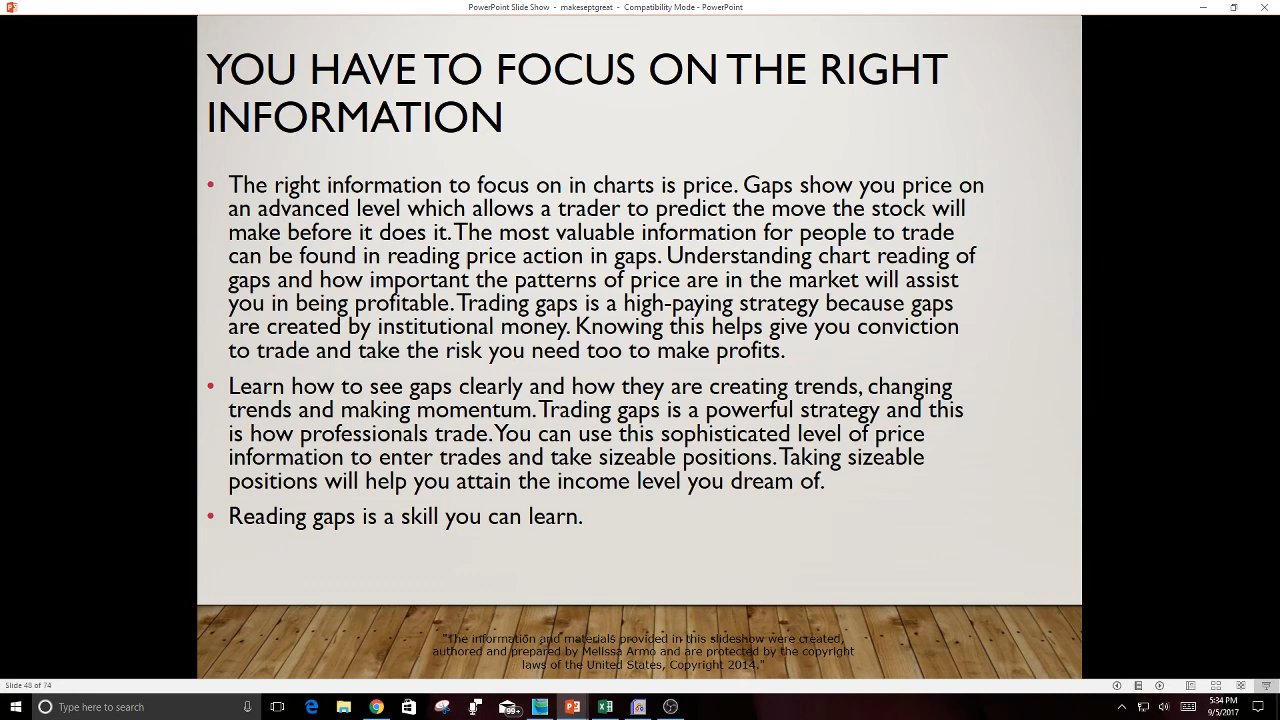 PowerPoint Slide Show - makeseptgreat - Compatibility Mode - PowerPoint
YOU HAVE TO FOCUS ON THE RIGHT
INFORMATION
• The right information to focus on in charts is price. Gaps show you price on
an advanced level which allows a trader to predict the move the stock will
make before it does it. The most valuable information for people to trade
can be found in reading price action in gaps. Understanding chart reading of
gaps and how important the patterns of price are in the market will assist
you in being profitable. Trading gaps is a high-paying strategy because gaps
are created by institutional money. Knowing this helps give you conviction
to trade and take the risk you need too to make profits.
• Learn how to see gaps clearly and how they are creating trends, changing
trends and making momentum. Trading gaps is a powerful strategy and this
is how professionals trade. You can use this sophisticated level of price
information to enter trades and take sizeable positions. Taking sizeable
positions will help you attain the income level you dream of.
• Reading gaps is a skill you can learn.
"The information and materials provided in this slideshow were created,
authored and prepared by Melissa Armo and are protected by the copyright
laws of the United States, Copyright 2014."
Slide 48 of 74
Type here to search
99+
5:34 PM
9/5/2017